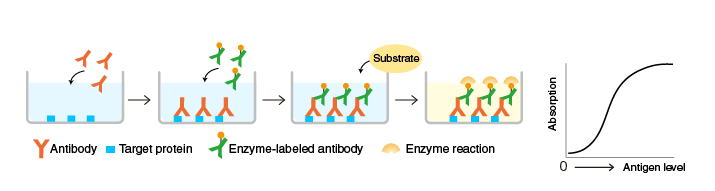 Substrate
Antibody
Target protein
Enzyme-labeled antibody
Enzyme reaction
Absorption
0
Antigen level